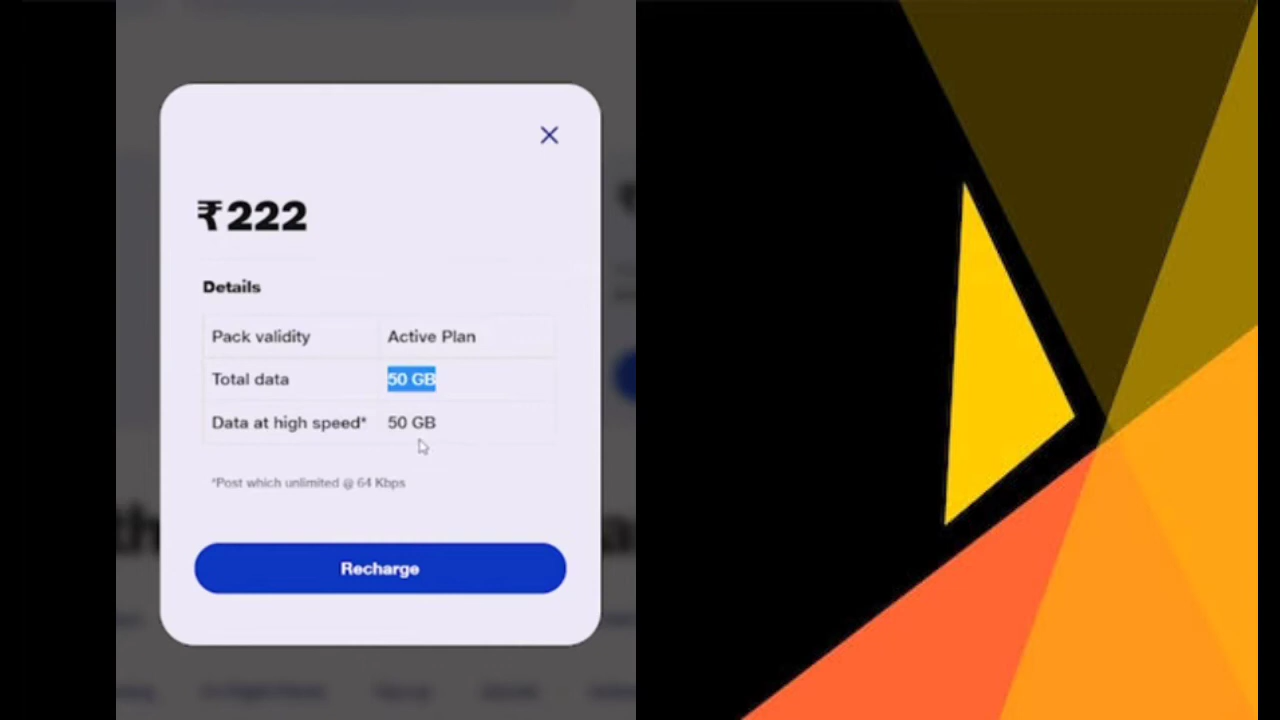 ₹222
Details
Pack validity Active Plan
Total data 50 GB
Data at high speed* 50 GB
*Post which unlimited @ 64 Kbps
Recharge